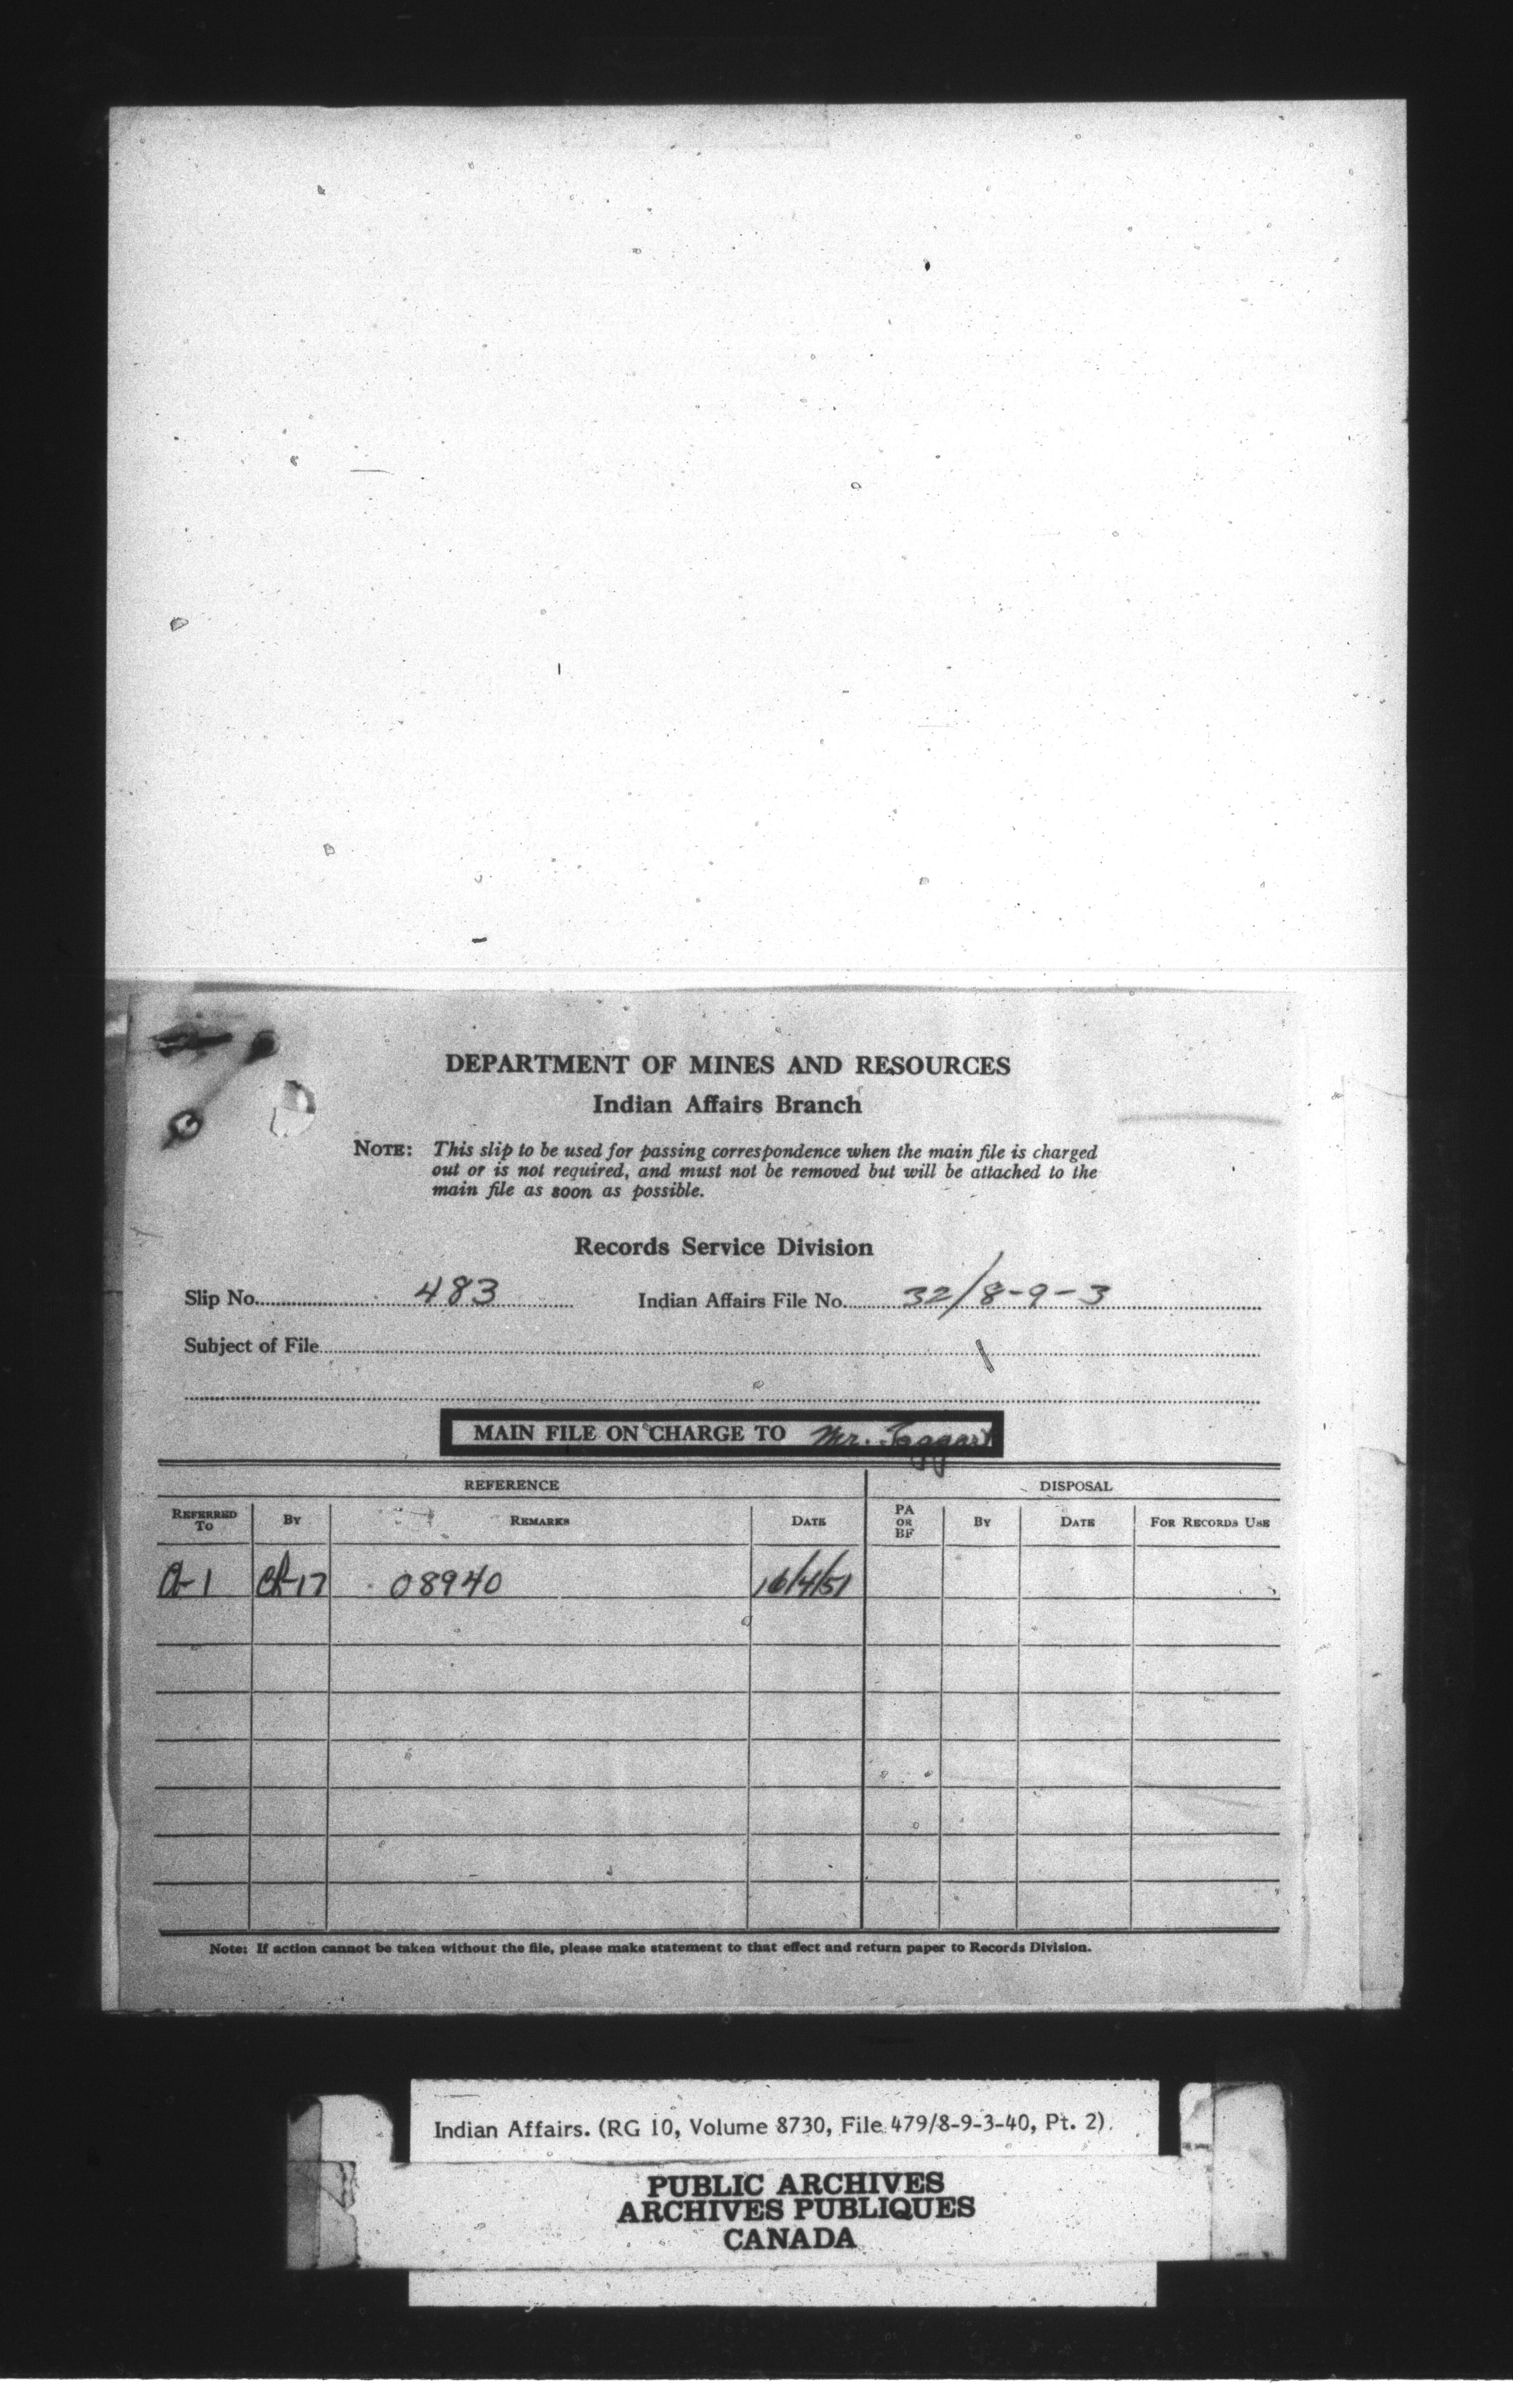 DEPARTMENT OF MINES AND RESOURCES
Indian Affairs Branch
NOTE: This slip to be used for passing correspondence when the main file is charged
out or is not required, and must not be removed but will be attached to the
main file as soon as possible.
Records Service Division
Slip No. 483 Indian Affairs File No. 32/8-9-3
Subject of File
MAIN FILE ON CHARGE TO Mr. Taggart
REFERENCE DISPOSAL
REFERRED TO BY REMARKS DATE PA OR BF BY DATE FOR RECORDS USE
A-1 CR-17 08940 16/4/51
Note: If action cannot be taken without the file, please make statement to that effect and return paper to Records Division.
Indian Affairs. (RG 10, Volume 8730, File 479/8-9-3-40, Pt. 2).
PUBLIC ARCHIVES
ARCHIVES PUBLIQUES
CANADA